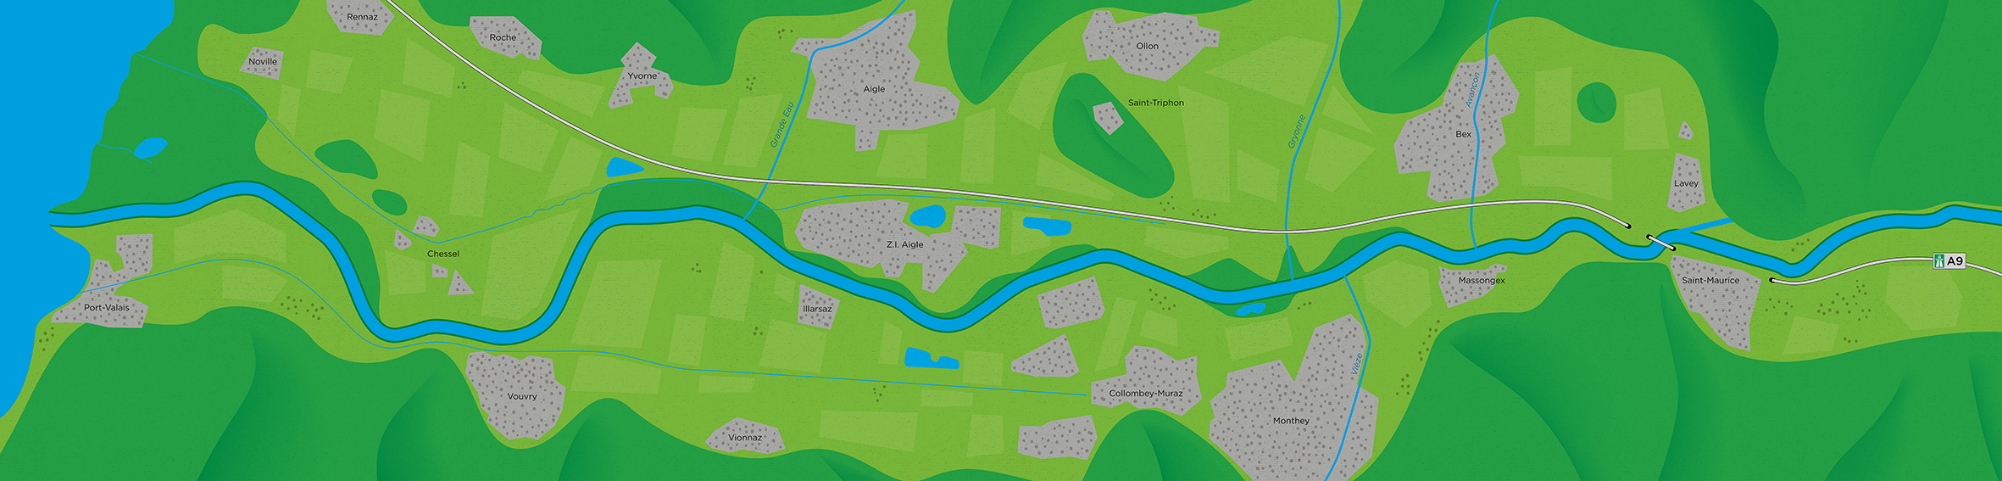 Rennaz
Roche
Noville
Yvorne
Aigle
Ollon
Saint-Triphon
Grande Eau
Gryonne
Avançon
Bex
Lavey
Chessel
Z.I. Aigle
A9
Port-Valais
Illarsaz
Massongex
Saint-Maurice
Vièze
Vouvry
Collombey-Muraz
Monthey
Vionnaz